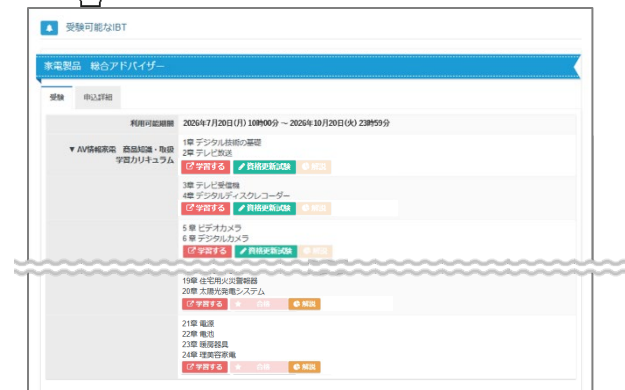 受験可能なIBT
家電製品 総合アドバイザー
受験 申込詳細
利用可能期間 2026年7月20日(月) 10時00分 ~ 2026年10月20日(火) 23時59分
▼ AV情報家電 商品知識・取扱
学習カリキュラム
1章 デジタル技術の基礎
2章 テレビ放送
学習する 資格更新試験 解説
3章 テレビ受信機
4章 デジタルディスクレコーダー
学習する 資格更新試験 解説
5 章 ビデオカメラ
6 章 デジタルカメラ
学習する 資格更新試験 解説
19章 住宅用火災警報器
20章 太陽光発電システム
学習する 合格 解説
21章 電源
22章 電池
23章 暖房器具
24章 理美容家電
学習する 合格 解説